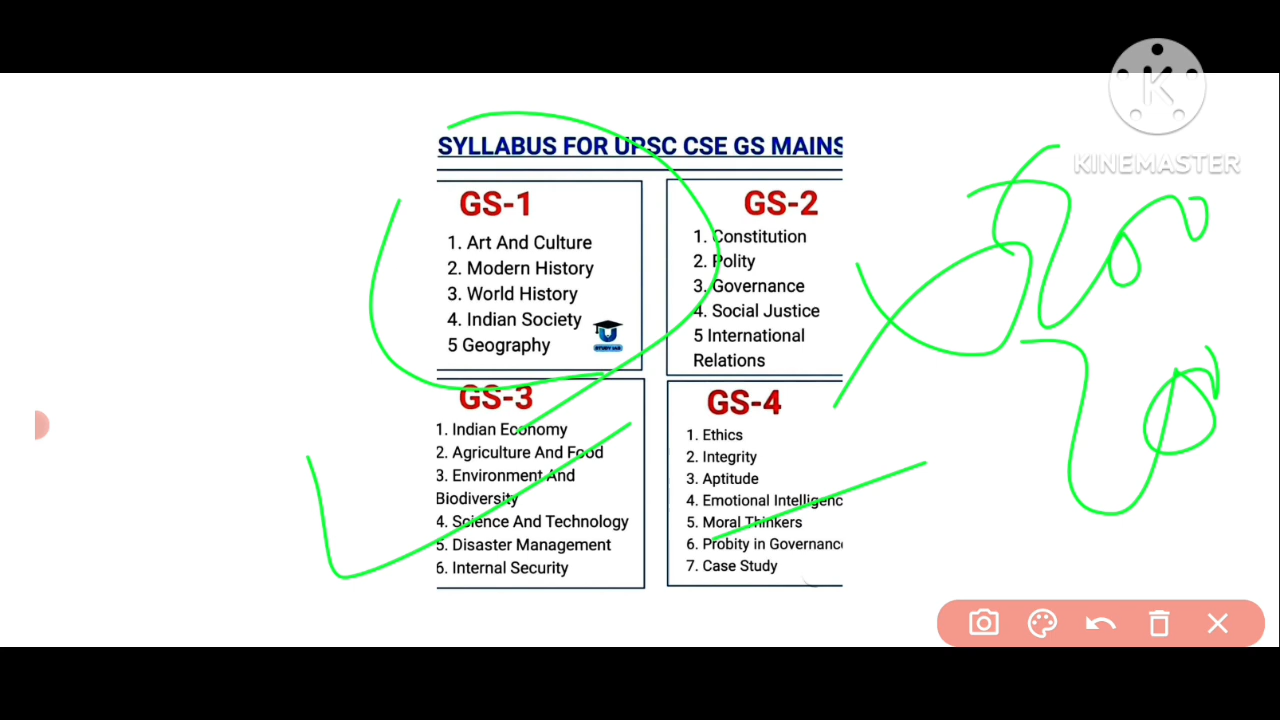 KINEMASTER
SYLLABUS FOR UPSC CSE GS MAINS
GS-1
1. Art And Culture
2. Modern History
3. World History
4. Indian Society
5 Geography
STUDY IAS
GS-2
1. Constitution
2. Polity
3. Governance
4. Social Justice
5 International
Relations
GS-3
1. Indian Economy
2. Agriculture And Food
3. Environment And
Biodiversity
4. Science And Technology
5. Disaster Management
6. Internal Security
GS-4
1. Ethics
2. Integrity
3. Aptitude
4. Emotional Intelligenc
5. Moral Thinkers
6. Probity in Governanc
7. Case Study